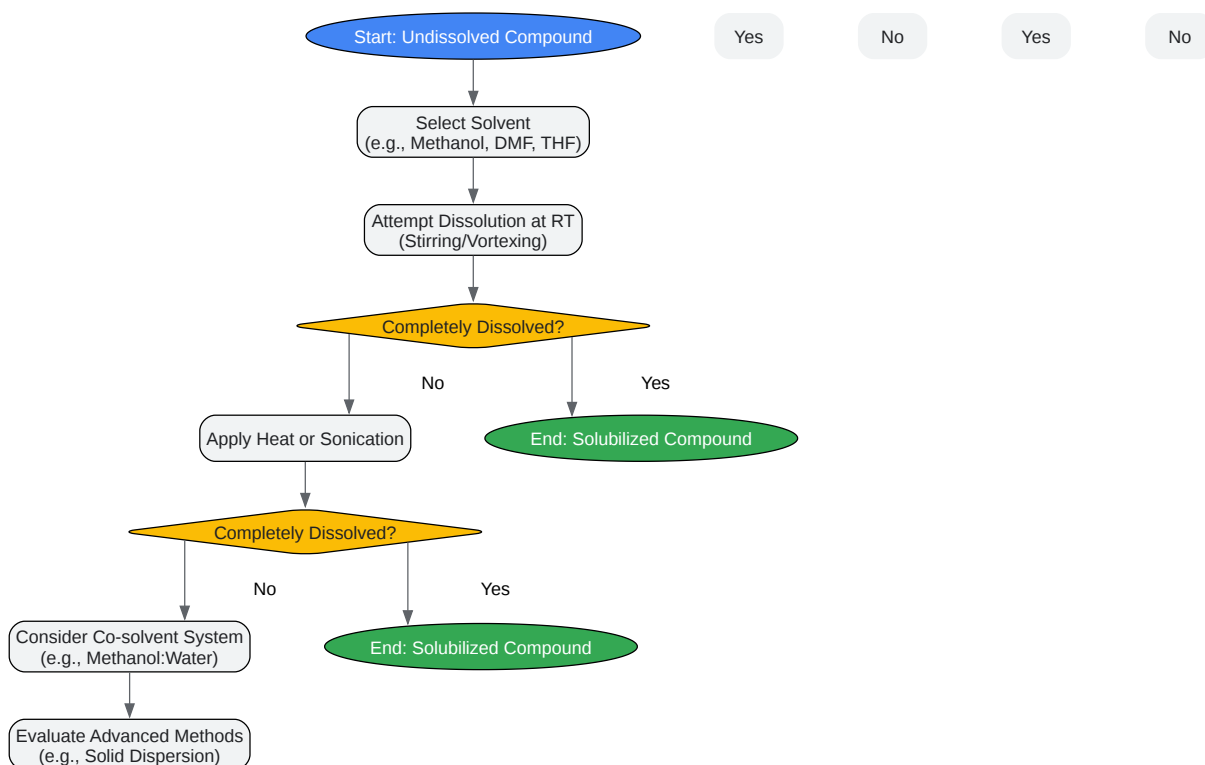 Start: Undissolved Compound
Yes
No
Yes
No
Select Solvent
(e.g., Methanol, DMF, THF)
Attempt Dissolution at RT
(Stirring/Vortexing)
Completely Dissolved?
No
Yes
Apply Heat or Sonication
End: Solubilized Compound
Completely Dissolved?
No
Yes
Consider Co-solvent System
(e.g., Methanol:Water)
End: Solubilized Compound
Evaluate Advanced Methods
(e.g., Solid Dispersion)